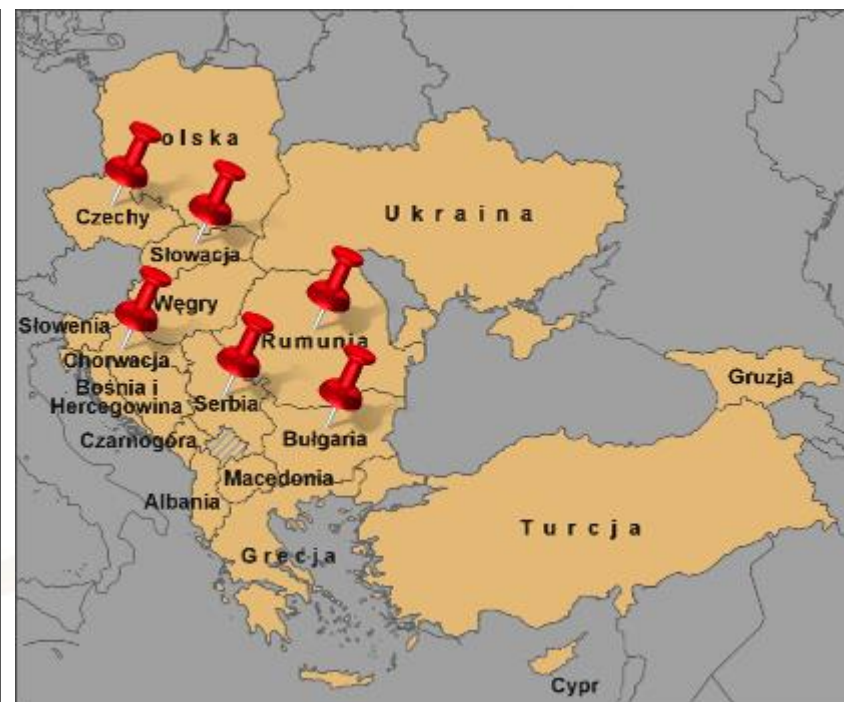 olska
Czechy
Ukraina
Słowacja
Węgry
Słowenia
Rumunia
Chorwacja
Gruzja
Bośnia i
Hercegowina
Serbia
Czarnogóra
Bułgaria
Macedonia
Albania
Turcja
Grecja
Cypr